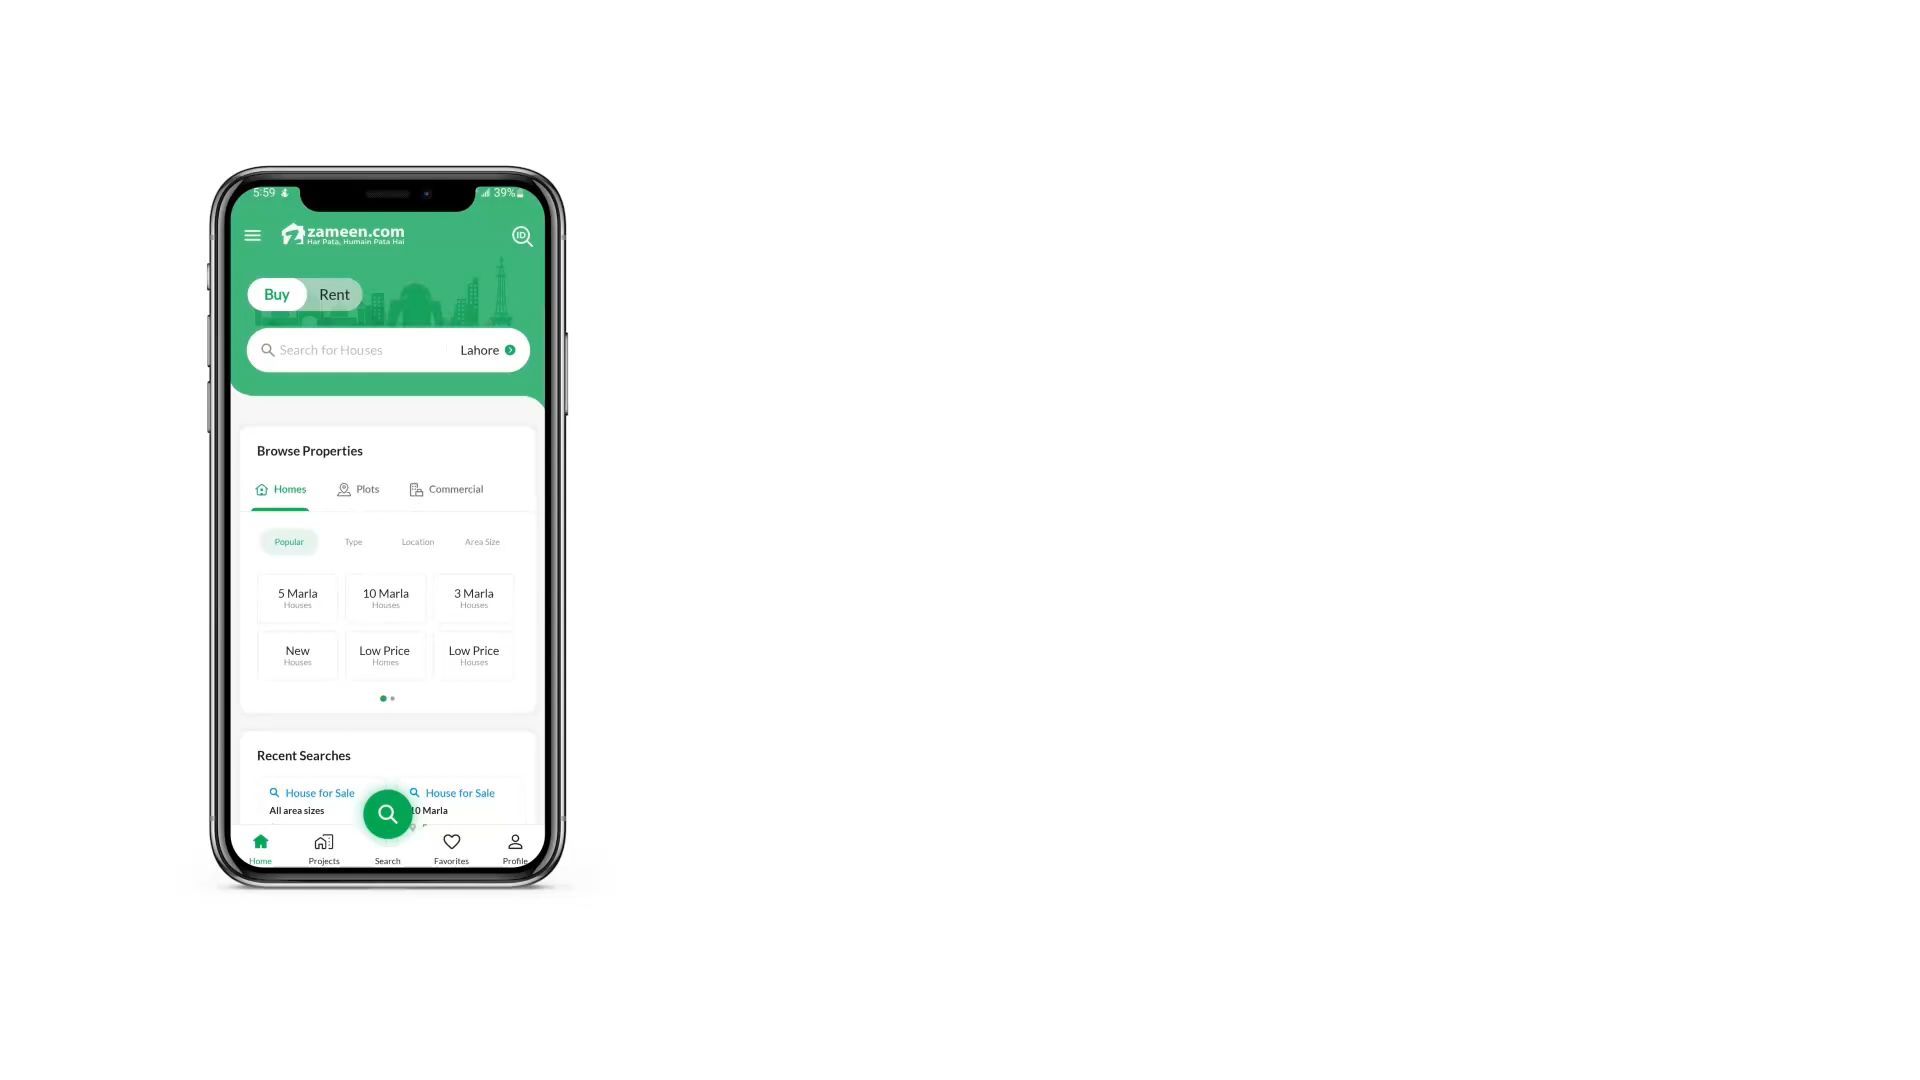 5:59
39%
zameen.com
Har Pata, Humain Pata Hai
ID
Buy
Rent
Search for Houses
Lahore
Browse Properties
Homes
Plots
Commercial
Popular
Type
Location
Area Size
5 Marla
Houses
10 Marla
Houses
3 Marla
Houses
New
Houses
Low Price
Homes
Low Price
Houses
Recent Searches
House for Sale
All area sizes
House for Sale
10 Marla
Home
Projects
Search
Favorites
Profile